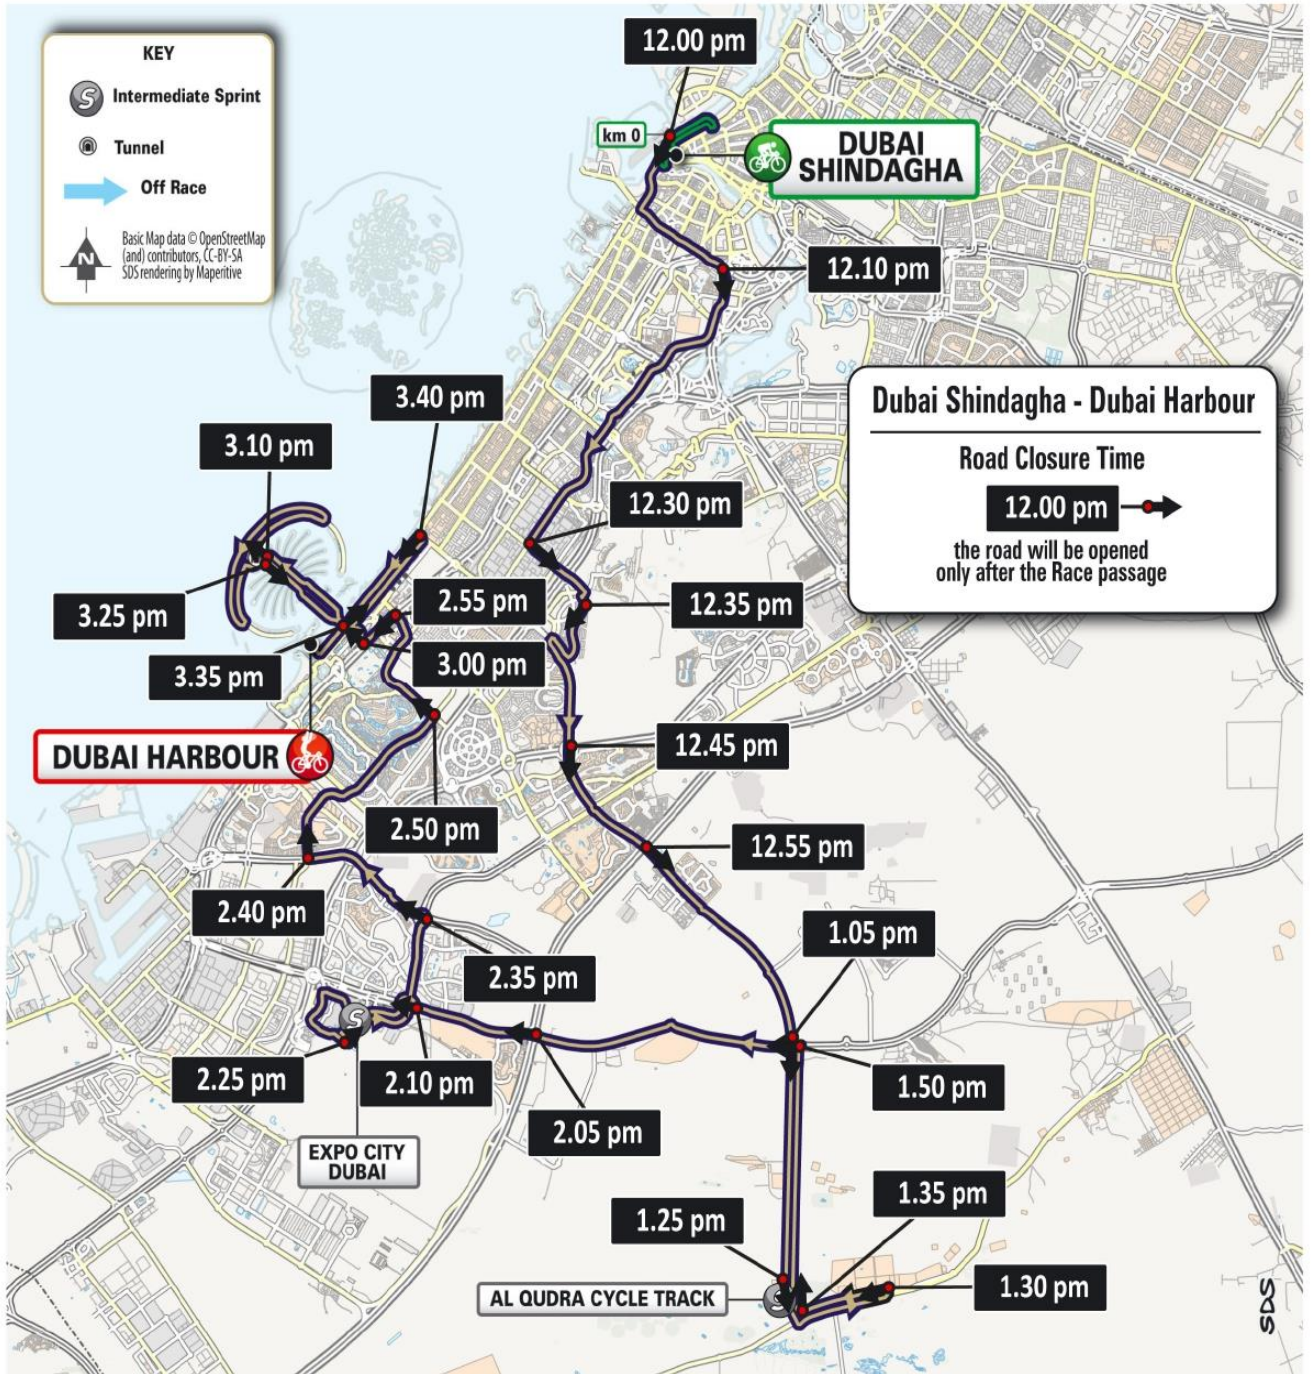 KEY
S
Intermediate Sprint
Tunnel
Off Race
N
Basic Map data © OpenStreetMap
(and) contributors, CC-BY-SA
SDS rendering by Maperitive
12.00 pm
km 0
DUBAI
SHINDAGHA
12.10 pm
Dubai Shindagha - Dubai Harbour
Road Closure Time
12.00 pm
the road will be opened
only after the Race passage
3.40 pm
3.10 pm
12.30 pm
3.25 pm
2.55 pm
12.35 pm
3.00 pm
3.35 pm
DUBAI HARBOUR
12.45 pm
2.50 pm
12.55 pm
2.40 pm
1.05 pm
2.35 pm
S
2.25 pm
2.10 pm
1.50 pm
2.05 pm
EXPO CITY
DUBAI
1.35 pm
1.25 pm
1.30 pm
AL QUDRA CYCLE TRACK
S
SDS